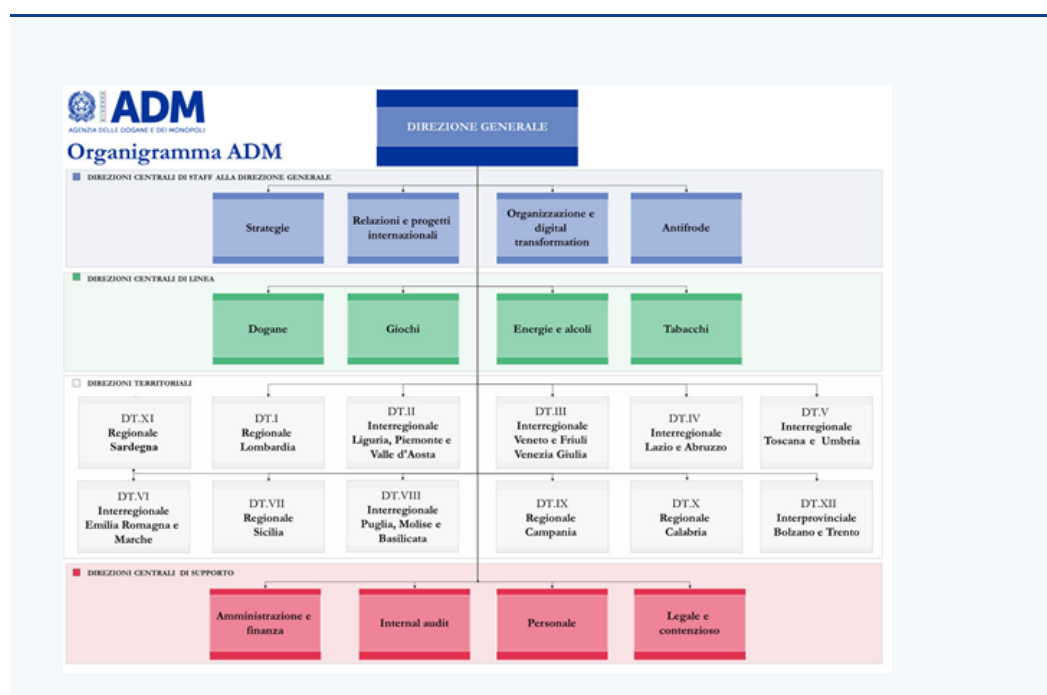 ADM
AGENZIA DELLE DOGANE E DEI MONOPOLI
Organigramma ADM
DIREZIONE GENERALE
DIREZIONI CENTRALI DI STAFF ALLA DIREZIONE GENERALE
Strategie
Relazioni e progetti
internazionali
Organizzazione e
digital
transformation
Antifrode
DIREZIONI CENTRALI DI LINEA
Dogane
Giochi
Energie e alcoli
Tabacchi
DIREZIONI TERRITORIALI
DT.XI
Regionale
Sardegna
DT.I
Regionale
Lombardia
DT.II
Interregionale
Liguria, Piemonte e
Valle d'Aosta
DT.III
Interregionale
Veneto e Friuli
Venezia Giulia
DT.IV
Interregionale
Lazio e Abruzzo
DT.V
Interregionale
Toscana e Umbria
DT.VI
Interregionale
Emilia Romagna e
Marche
DT.VII
Regionale
Sicilia
DT.VIII
Interregionale
Puglia, Molise e
Basilicata
DT.IX
Regionale
Campania
DT.X
Regionale
Calabria
DT.XII
Interprovinciale
Bolzano e Trento
DIREZIONI CENTRALI DI SUPPORTO
Amministrazione e
finanza
Internal audit
Personale
Legale e
contenzioso